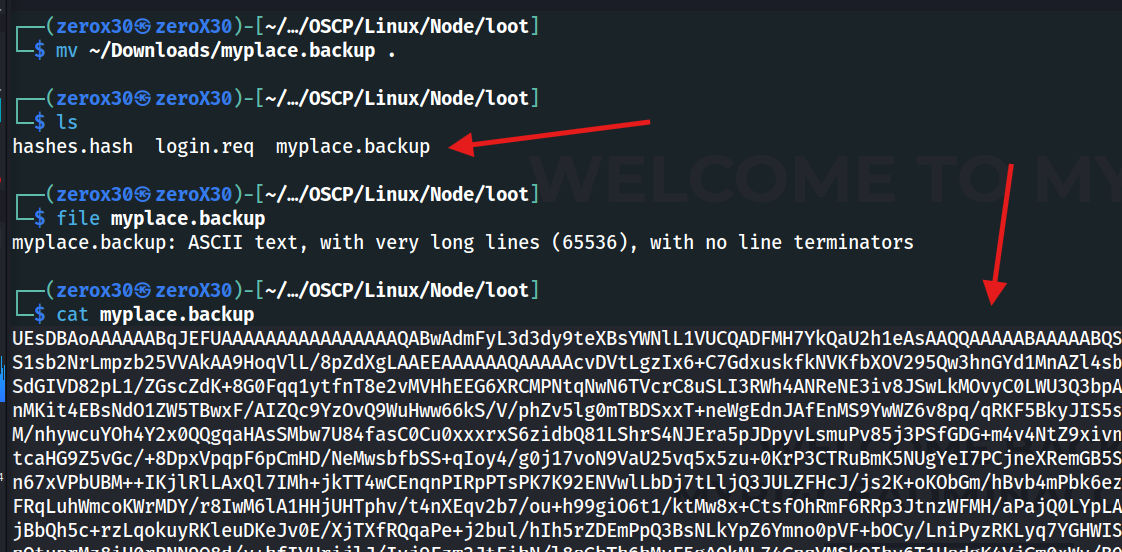 ┌──(zerox30㉿zeroX30)-[~/…/OSCP/Linux/Node/loot]
└─$ mv ~/Downloads/myplace.backup .
┌──(zerox30㉿zeroX30)-[~/…/OSCP/Linux/Node/loot]
└─$ ls
hashes.hash  login.req  myplace.backup
WELCOME TO MY
┌──(zerox30㉿zeroX30)-[~/…/OSCP/Linux/Node/loot]
└─$ file myplace.backup
myplace.backup: ASCII text, with very long lines (65536), with no line terminators
┌──(zerox30㉿zeroX30)-[~/…/OSCP/Linux/Node/loot]
└─$ cat myplace.backup
UEsDBAoAAAAAABqJEFUAAAAAAAAAAAAAAAAQABwAdmFyL3d3dy9teXBsYWNlL1VUCQADFMH7YkQaU2h1eAsAAQQAAAAABAAAAABQS
S1sb2NrLmpzb25VVAkAA9HoqVlL/8pZdXgLAAEEAAAAAAQAAAAAcvDVtLgzIx6+C7GdxuskfkNVKfbXOV295Qw3hnGYd1MnAZl4sb
SdGIVD82pL1/ZGscZdK+8G0Fqq1ytfnT8e2vMVHhEEG6XRCMPNtqNwN6TVcrC8uSLI3RWh4ANReNE3iv8JSwLkMOvyC0LWU3Q3bpA
nMKit4EBsNdO1ZW5TBwxF/AIZQc9YzOvQ9WuHww66kS/V/phZv5lg0mTBDSxxT+neWgEdnJAfEnMS9YwWZ6v8pq/qRKF5BkyJIS5s
M/nhywcuYOh4Y2x0QQgqaHAsSMbw7U84fasC0Cu0xxxrxS6zidbQ81LShrS4NJEra5pJDpyvLsmuPv85j3PSfGDG+m4v4NtZ9xivn
tcaHG9Z5vGc/+8DpxVpqpF6pCmHD/NeMwsbfbSS+qIoy4/g0j17voN9VaU25vq5x5zu+0KrP3CTRuBmK5NUgYeI7PCjneXRemGB5S
n67xVPbUBM++IKjlRlLAxQl7IMh+jkTT4wCEnqnPIRpPTsPK7K92ENVwlLbDj7tLljQ3JULZFHcJ/js2K+oKObGm/hBvb4mPbk6ez
FRqLuhWmcoKWrMDY/r8IwM6lA1HHjUHTphv/t4nXEqv2b7/ou+h99giO6t1/ktMw8x+CtsfOhRmF6RRp3JtnzWFMH/aPajQ0LYpLA
jBbQh5c+rzLqokuyRKleuDKeJv0E/XjTXfRQqaPe+j2bul/hIh5rZDEmPpQ3BsNLkYpZ6Ymno0pVF+bOCy/LniPyzRKLyq7YGHWIS